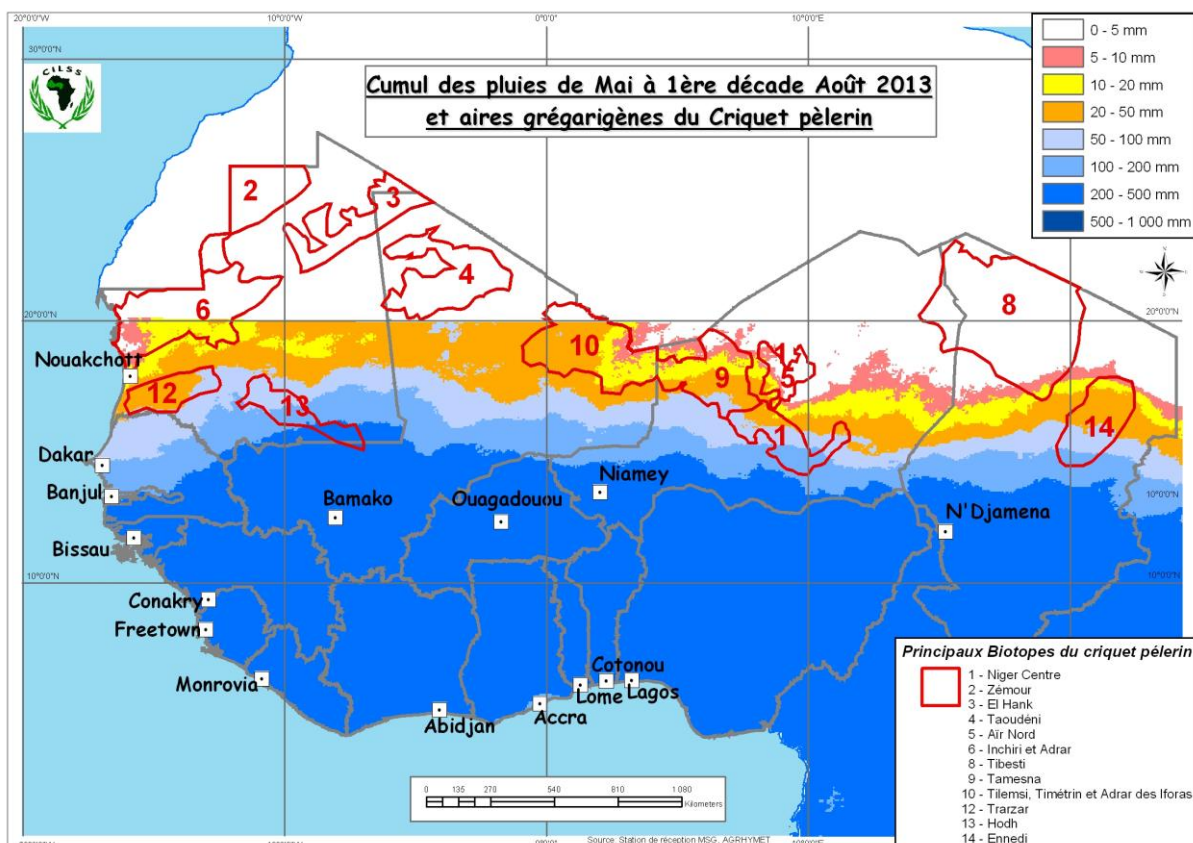 20°0'0"W
10°0'0"W
0°0'0"
10°0'0"E
30°0'0"N
CILSS
Cumul des pluies de Mai à 1ère décade Août 2013
et aires grégarigènes du Criquet pèlerin
0 - 5 mm
5 - 10 mm
10 - 20 mm
20 - 50 mm
50 - 100 mm
100 - 200 mm
200 - 500 mm
500 - 1 000 mm
N
2
3
4
6
8
20°0'0"N
20°0'0"N
Nouakchott
10
9
1
5
12
13
1
14
Dakar
Banjul
Bissau
Bamako
Ouagadouou
Niamey
N'Djamena
10°0'0"N
10°0'0"N
Conakry
Freetown
Monrovia
Abidjan
Accra
Lome
Cotonou
Lagos
0 135 270 540 810 1 080
Kilometers
Source: Station de réception MSG, AGRHYMET
Principaux Biotopes du criquet pélerin
1 - Niger Centre
2 - Zémour
3 - El Hank
4 - Taoudéni
5 - Aïr Nord
6 - Inchiri et Adrar
8 - Tibesti
9 - Tamesna
10 - Tilemsi, Timétrin et Adrar des Iforas
12 - Trarzar
13 - Hodh
14 - Ennedi